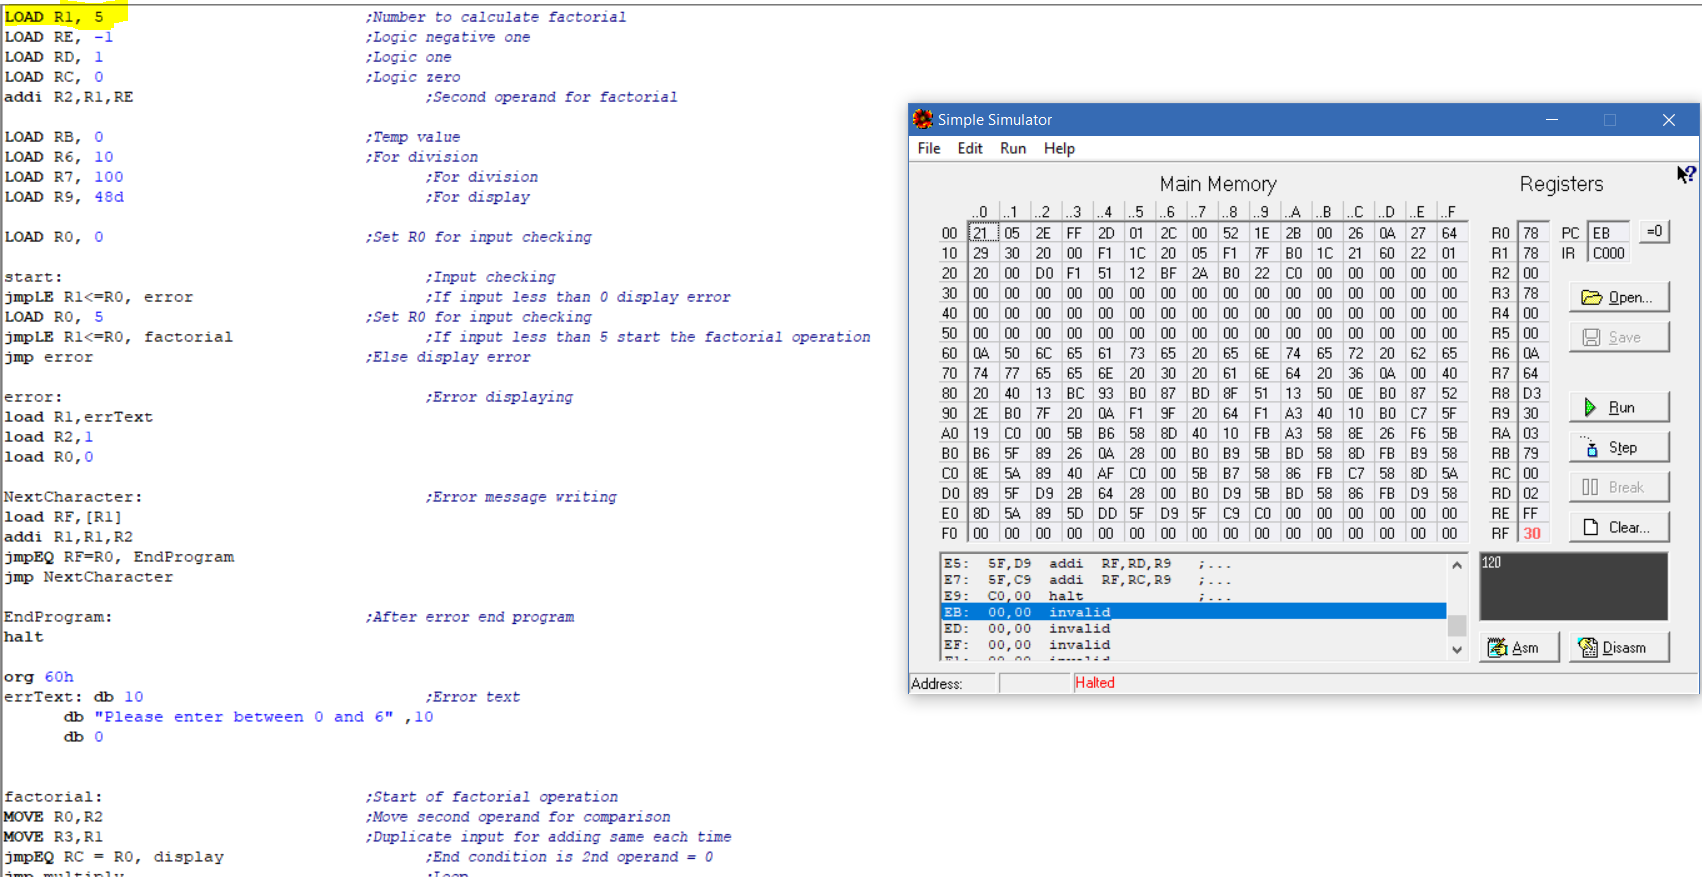 LOAD R1, 5 ;Number to calculate factorial
LOAD RE, -1 ;Logic negative one
LOAD RD, 1 ;Logic one
LOAD RC, 0 ;Logic zero
addi R2,R1,RE ;Second operand for factorial
LOAD RB, 0 ;Temp value
LOAD R6, 10 ;For division
LOAD R7, 100 ;For division
LOAD R9, 48d ;For display
LOAD R0, 0 ;Set R0 for input checking
start: ;Input checking
jmpLE R1<=R0, error ;If input less than 0 display error
LOAD R0, 5 ;Set R0 for input checking
jmpLE R1<=R0, factorial ;If input less than 5 start the factorial operation
jmp error ;Else display error
error: ;Error displaying
load R1,errText
load R2,1
load R0,0
NextCharacter: ;Error message writing
load RF,[R1]
addi R1,R1,R2
jmpEQ RF=R0, EndProgram
jmp NextCharacter
EndProgram: ;After error end program
halt
org 60h
errText: db 10 ;Error text
db "Please enter between 0 and 6" ,10
db 0
factorial: ;Start of factorial operation
MOVE R0,R2 ;Move second operand for comparison
MOVE R3,R1 ;Duplicate input for adding same each time
jmpEQ RC = R0, display ;End condition is 2nd operand = 0
jmp multiply ;Loop
Simple Simulator
File Edit Run Help
Main Memory
..0 ..1 ..2 ..3 ..4 ..5 ..6 ..7 ..8 ..9 ..A ..B ..C ..D ..E ..F
00 21 05 2E FF 2D 01 2C 00 52 1E 2B 00 26 0A 27 64
10 29 30 20 00 F1 1C 20 05 F1 7F B0 1C 21 60 22 01
20 20 00 D0 F1 51 12 BF 2A B0 22 C0 00 00 00 00 00
30 00 00 00 00 00 00 00 00 00 00 00 00 00 00 00 00
40 00 00 00 00 00 00 00 00 00 00 00 00 00 00 00 00
50 00 00 00 00 00 00 00 00 00 00 00 00 00 00 00 00
60 0A 50 6C 65 61 73 65 20 65 6E 74 65 72 20 62 65
70 74 77 65 65 6E 20 30 20 61 6E 64 20 36 0A 00 40
80 20 40 13 BC 93 B0 87 BD 8F 51 13 50 0E B0 87 52
90 2E B0 7F 20 0A F1 9F 20 64 F1 A3 40 10 B0 C7 5F
A0 19 C0 00 5B B6 58 8D 40 10 FB A3 58 8E 26 F6 5B
B0 B6 5F 89 26 0A 28 00 B0 B9 5B BD 58 8D FB B9 58
C0 8E 5A 89 40 AF C0 00 5B B7 58 86 FB C7 58 8D 5A
D0 89 5F D9 2B 64 28 00 B0 D9 5B BD 58 86 FB D9 58
E0 8D 5A 89 5D DD 5F D9 5F C9 C0 00 00 00 00 00 00
F0 00 00 00 00 00 00 00 00 00 00 00 00 00 00 00 00
Registers
R0 78
R1 78
R2 00
R3 78
R4 00
R5 00
R6 0A
R7 64
R8 D3
R9 30
RA 03
RB 79
RC 00
RD 02
RE FF
RF 30
PC EB
IR C000
=0
Open...
Save
Run
Step
Break
Clear...
E5: 5F,D9 addi RF,RD,R9 ;...
E7: 5F,C9 addi RF,RC,R9 ;...
E9: C0,00 halt ;...
EB: 00,00 invalid
ED: 00,00 invalid
EF: 00,00 invalid
120
Asm
Disasm
Address:
Halted